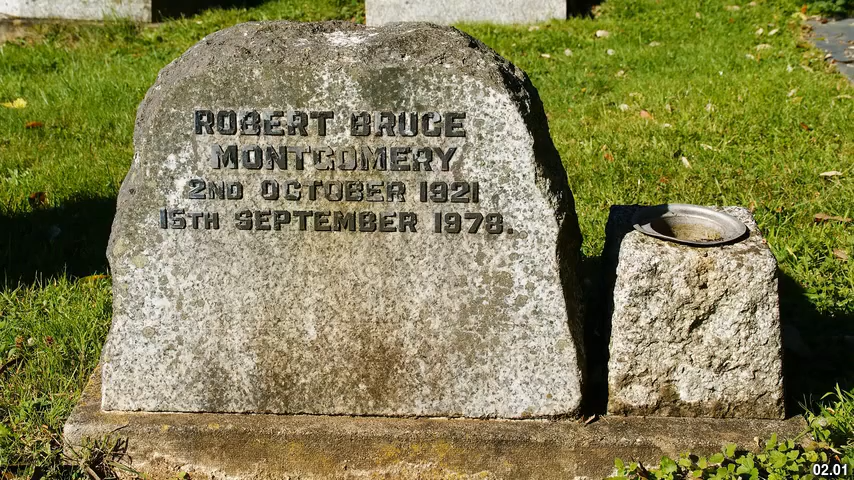 ROBERT BRUCE
MONTGOMERY
2ND OCTOBER 1921
15TH SEPTEMBER 1978.
02.01